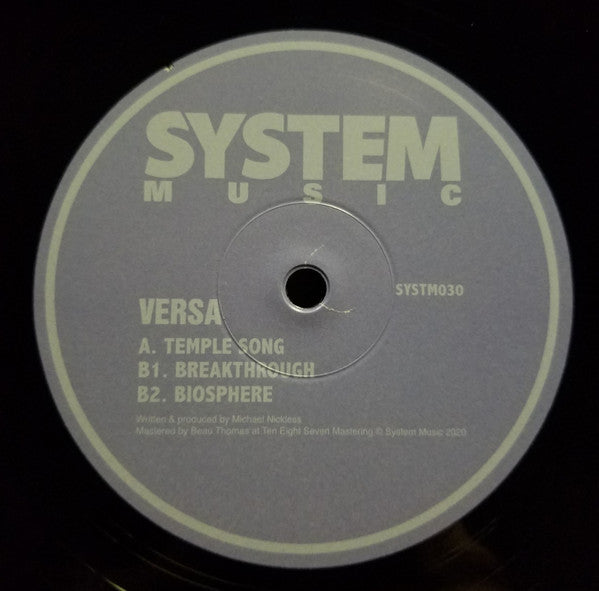 SYSTEM
MUSIC
SYSTM030
VERSA
A. TEMPLE SONG
B1. BREAKTHROUGH
B2. BIOSPHERE
Written & produced by Michael Nickless
Mastered by Beau Thomas at Ten Eight Seven Mastering © System Music 2020